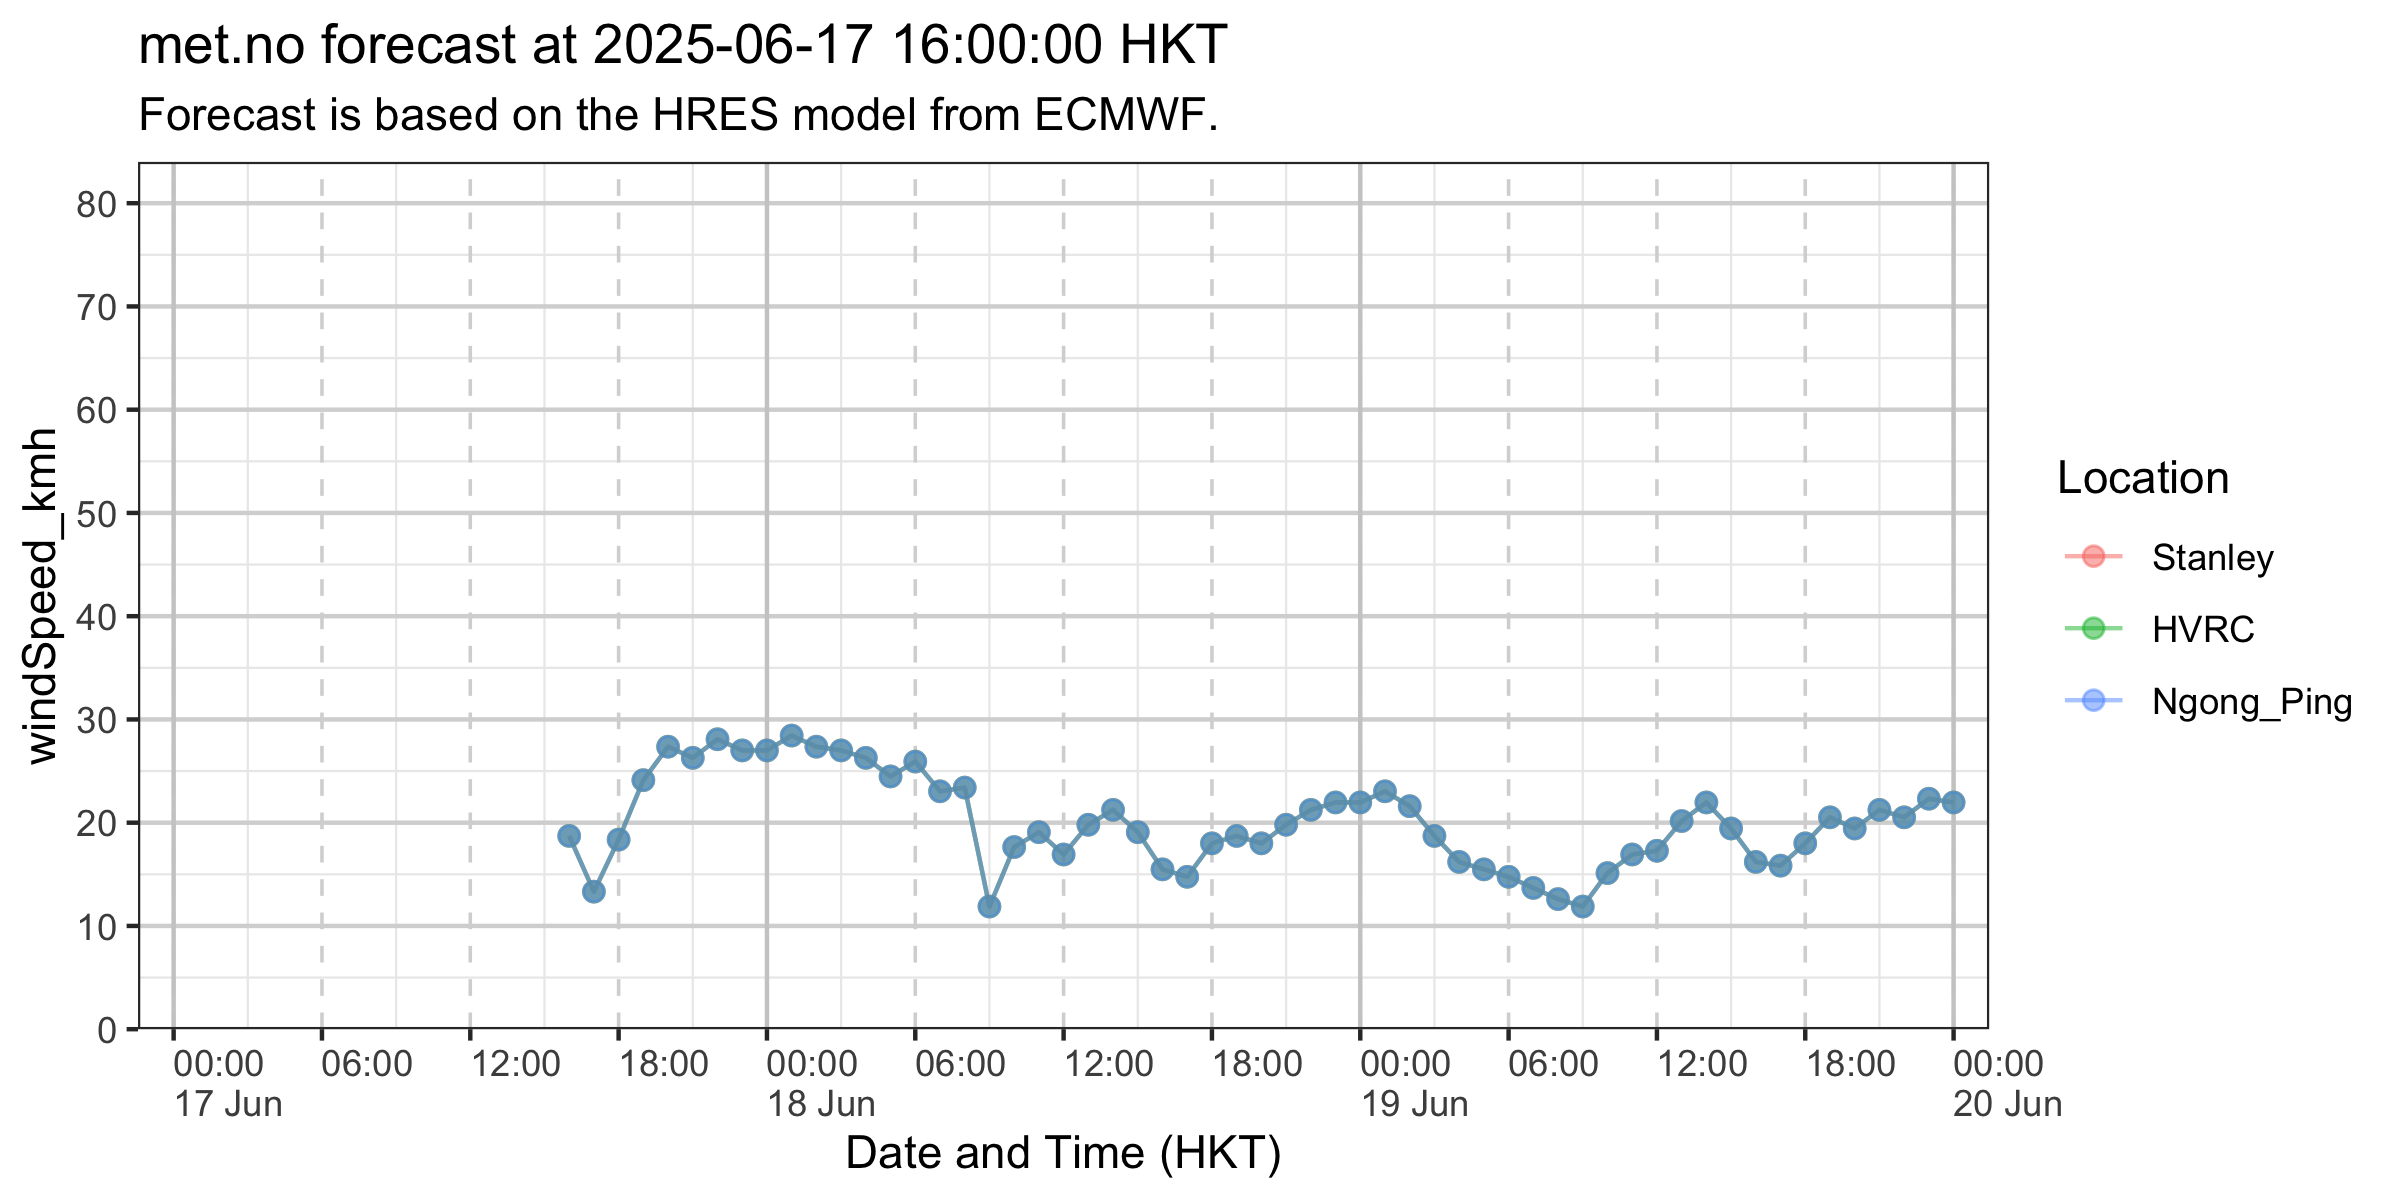 met.no forecast at 2025-06-17 16:00:00 HKT
Forecast is based on the HRES model from ECMWF.
windSpeed_kmh
80
70
60
50
40
30
20
10
0
00:00 06:00 12:00 18:00 00:00 06:00 12:00 18:00 00:00 06:00 12:00 18:00 00:00
17 Jun 18 Jun 19 Jun 20 Jun
Date and Time (HKT)
Location
Stanley
HVRC
Ngong_Ping